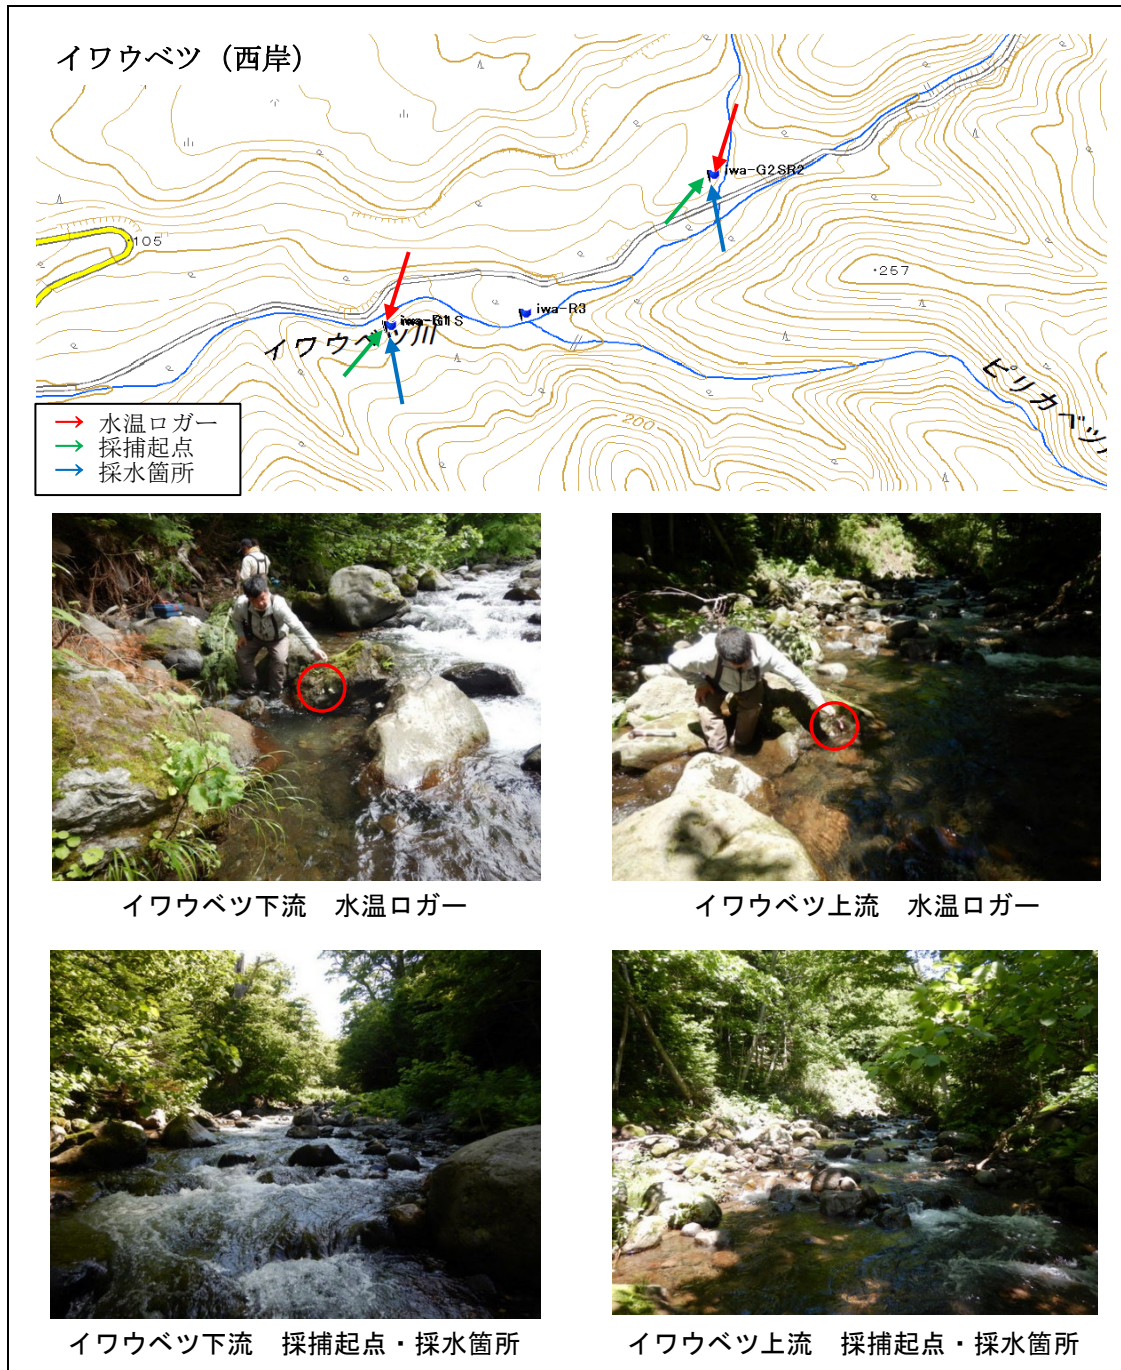 イワウベツ（西岸）
iwa-G2SR2
105
257
iwa-R3
イワウベツ川
ピリカベツ
200
水温ロガー
採捕起点
採水箇所
イワウベツ下流　水温ロガー
イワウベツ上流　水温ロガー
イワウベツ下流　採捕起点・採水箇所
イワウベツ上流　採捕起点・採水箇所